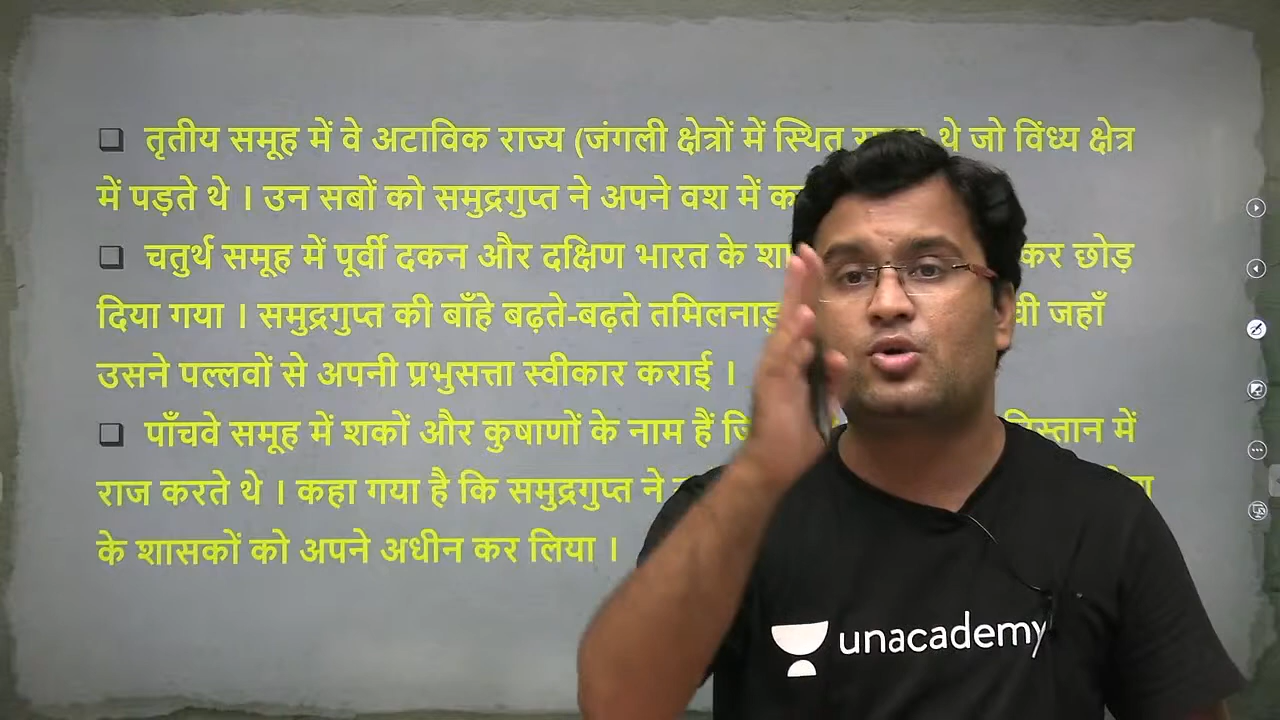 तृतीय समूह में वे अटाविक राज्य (जंगली क्षेत्रों में स्थित थे जो विंध्य क्षेत्र
में पड़ते थे । उन सबों को समुद्रगुप्त ने अपने वश में
चतुर्थ समूह में पूर्वी दकन और दक्षिण भारत के कर छोड़
दिया गया । समुद्रगुप्त की बाँहे बढ़ते-बढ़ते जहाँ
उसने पल्लवों से अपनी प्रभुसत्ता स्वीकार कराई ।
पाँचवे समूह में शकों और कुषाणों के नाम हैं में
राज करते थे । कहा गया है कि समुद्रगुप्त ने
के शासकों को अपने अधीन कर लिया ।
unacademy